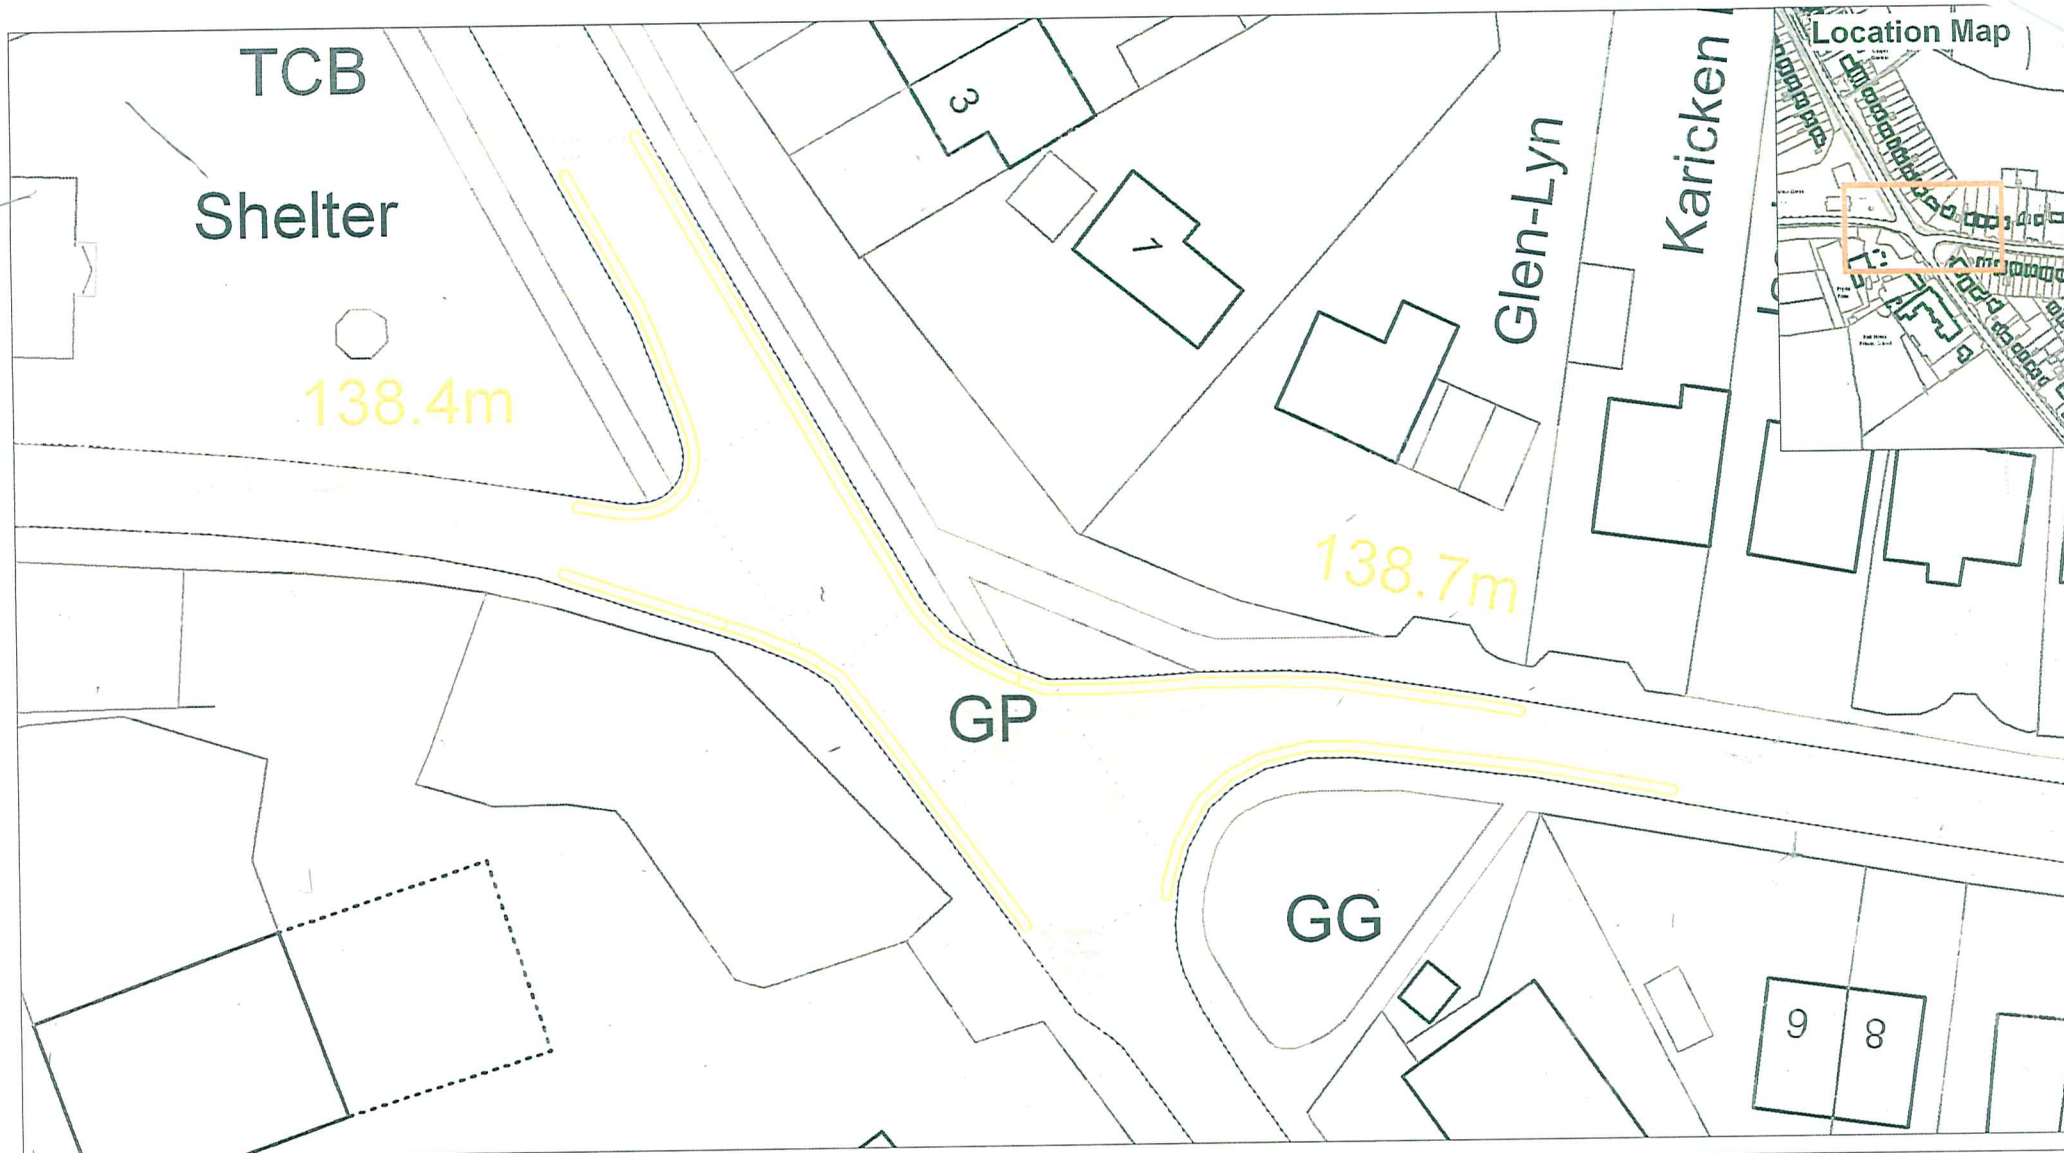 TCB
Shelter
138.4m
3
1
Glen-Lyn
Karicken
Location Map
138.7m
GP
GG
9
8